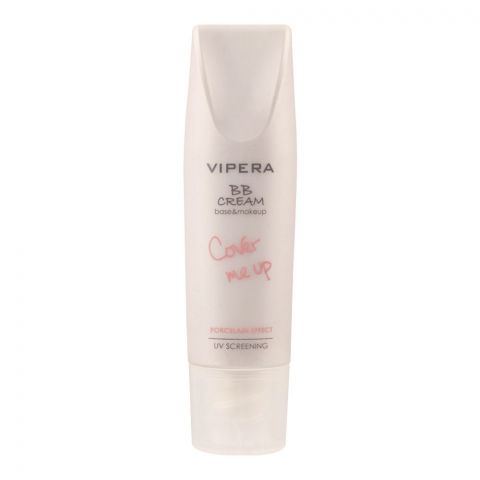 VIPERA
BB
CREAM
base&makeup
Cover
me up
PORCELAIN EFFECT
UV SCREENING